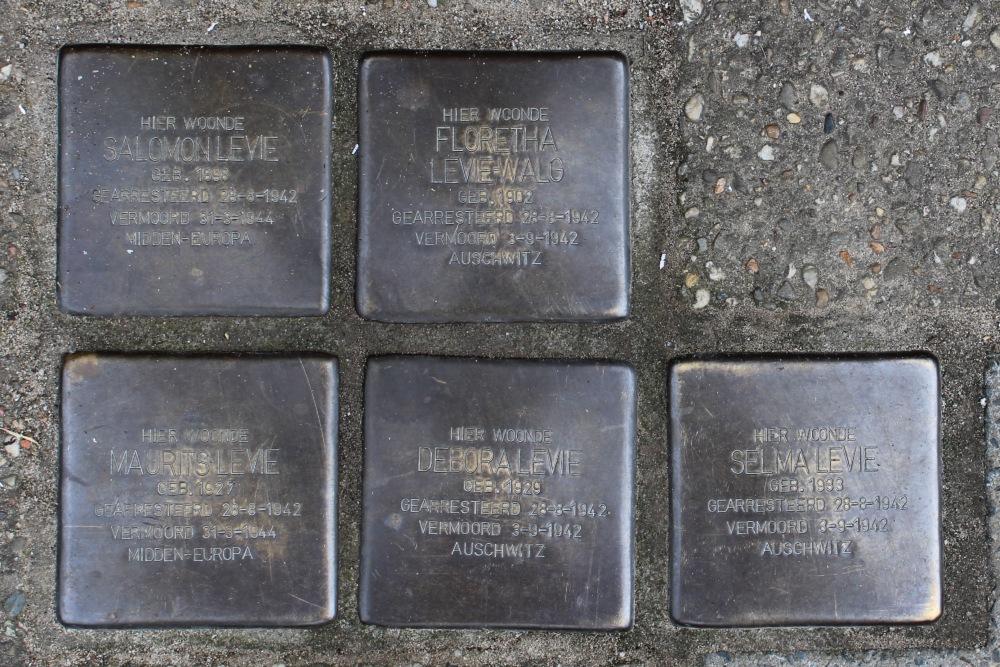 HIER WOONDE
SALOMON LEVIE
GEB.
GEARRESTEERD 28-8-1942
VERMOORD 31-3-1944
MIDDEN-EUROPA
HIER WOONDE
FLORETHA
LEVIE-WALG
GEB. 1902
GEARRESTEERD 28-8-1942
VERMOORD 3-9-1942
AUSCHWITZ
HIER WOONDE
MAURITS LEVIE
GEB. 1927
GEARRESTEERD 28-8-1942
VERMOORD 31-3-1944
MIDDEN-EUROPA
HIER WOONDE
DEBORA LEVIE
GEB. 1929
GEARRESTEERD 28-8-1942
VERMOORD 3-9-1942
AUSCHWITZ
HIER WOONDE
SELMA LEVIE
GEB. 1933
GEARRESTEERD 28-8-1942
VERMOORD 3-9-1942
AUSCHWITZ